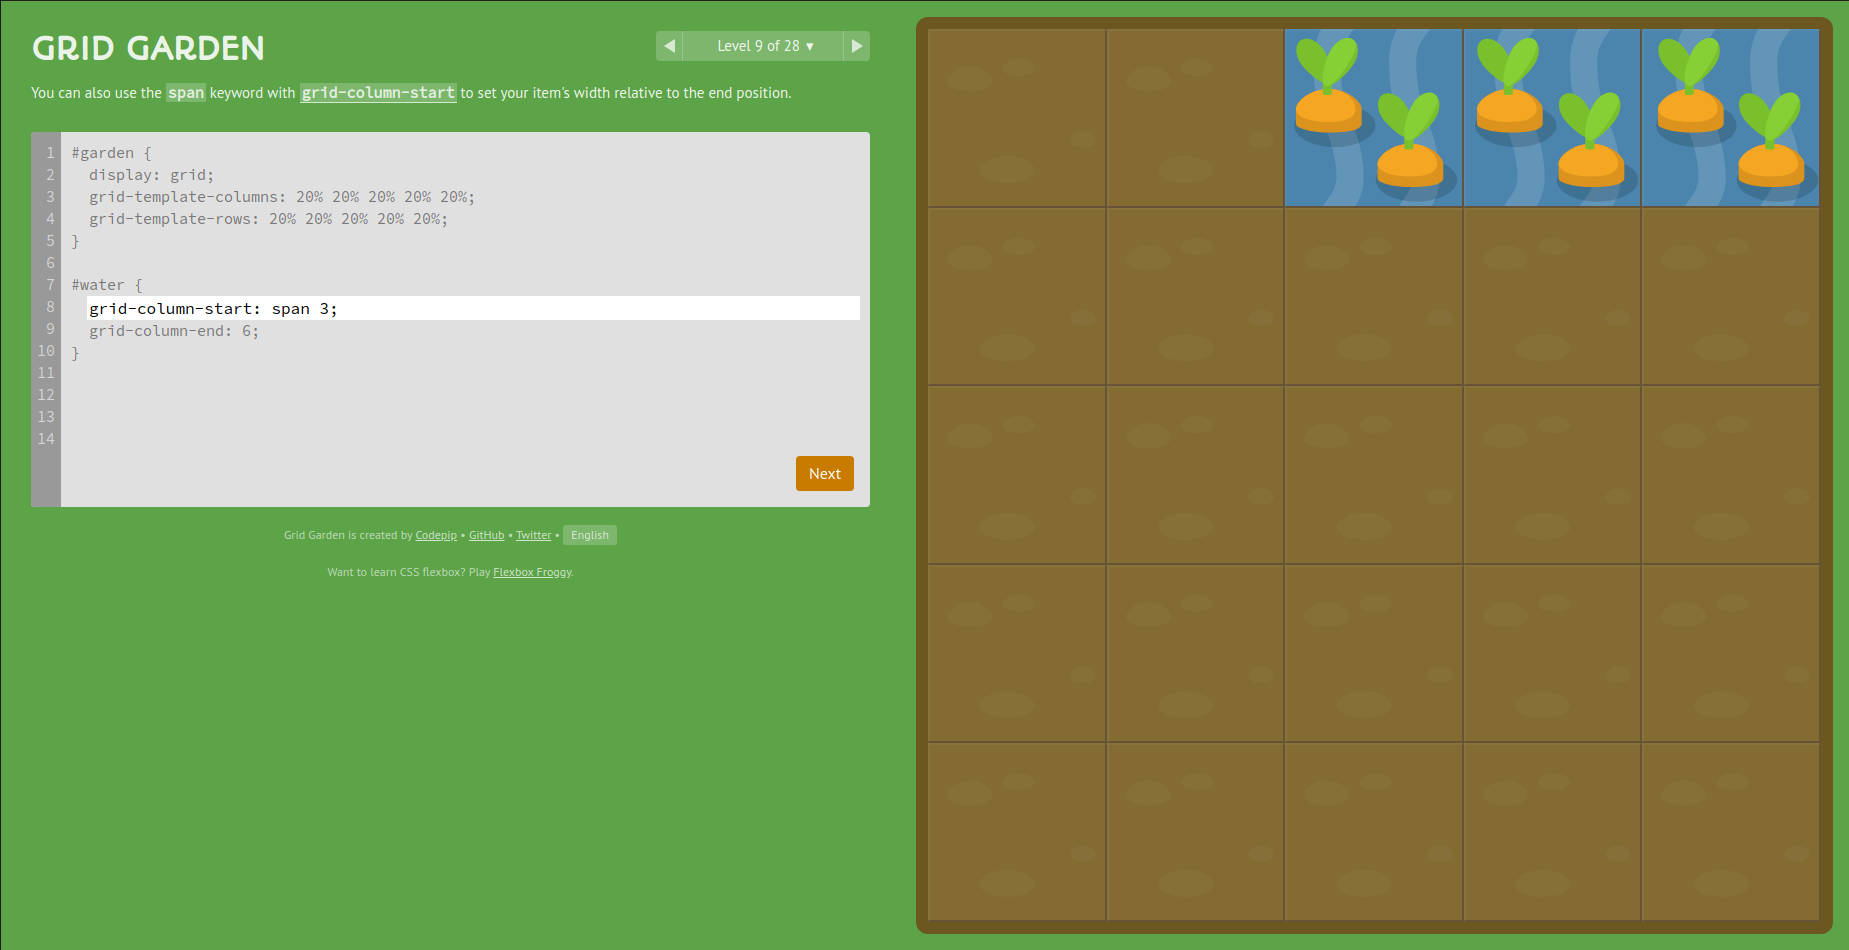 GRID GARDEN
◀ Level 9 of 28 ▾ ▶
You can also use the span keyword with grid-column-start to set your item's width relative to the end position.
1 #garden {
2   display: grid;
3   grid-template-columns: 20% 20% 20% 20% 20%;
4   grid-template-rows: 20% 20% 20% 20% 20%;
5 }
6
7 #water {
8   grid-column-start: span 3;
9   grid-column-end: 6;
10 }
11
12
13
14
Next
Grid Garden is created by Codepip • GitHub • Twitter • English
Want to learn CSS flexbox? Play Flexbox Froggy.